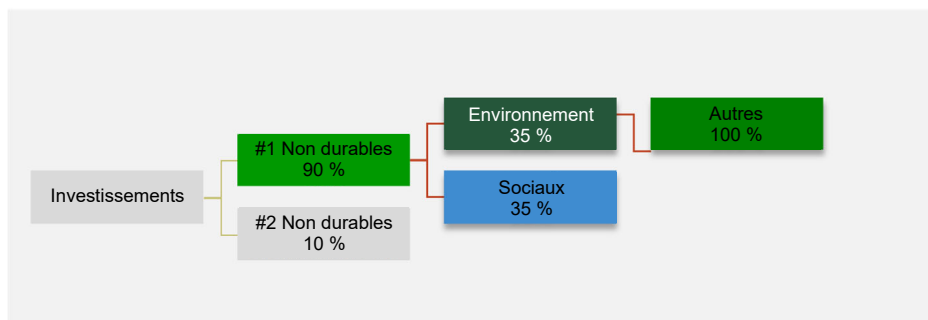 Investissements
#1 Non durables
90 %
#2 Non durables
10 %
Environnement
35 %
Sociaux
35 %
Autres
100 %